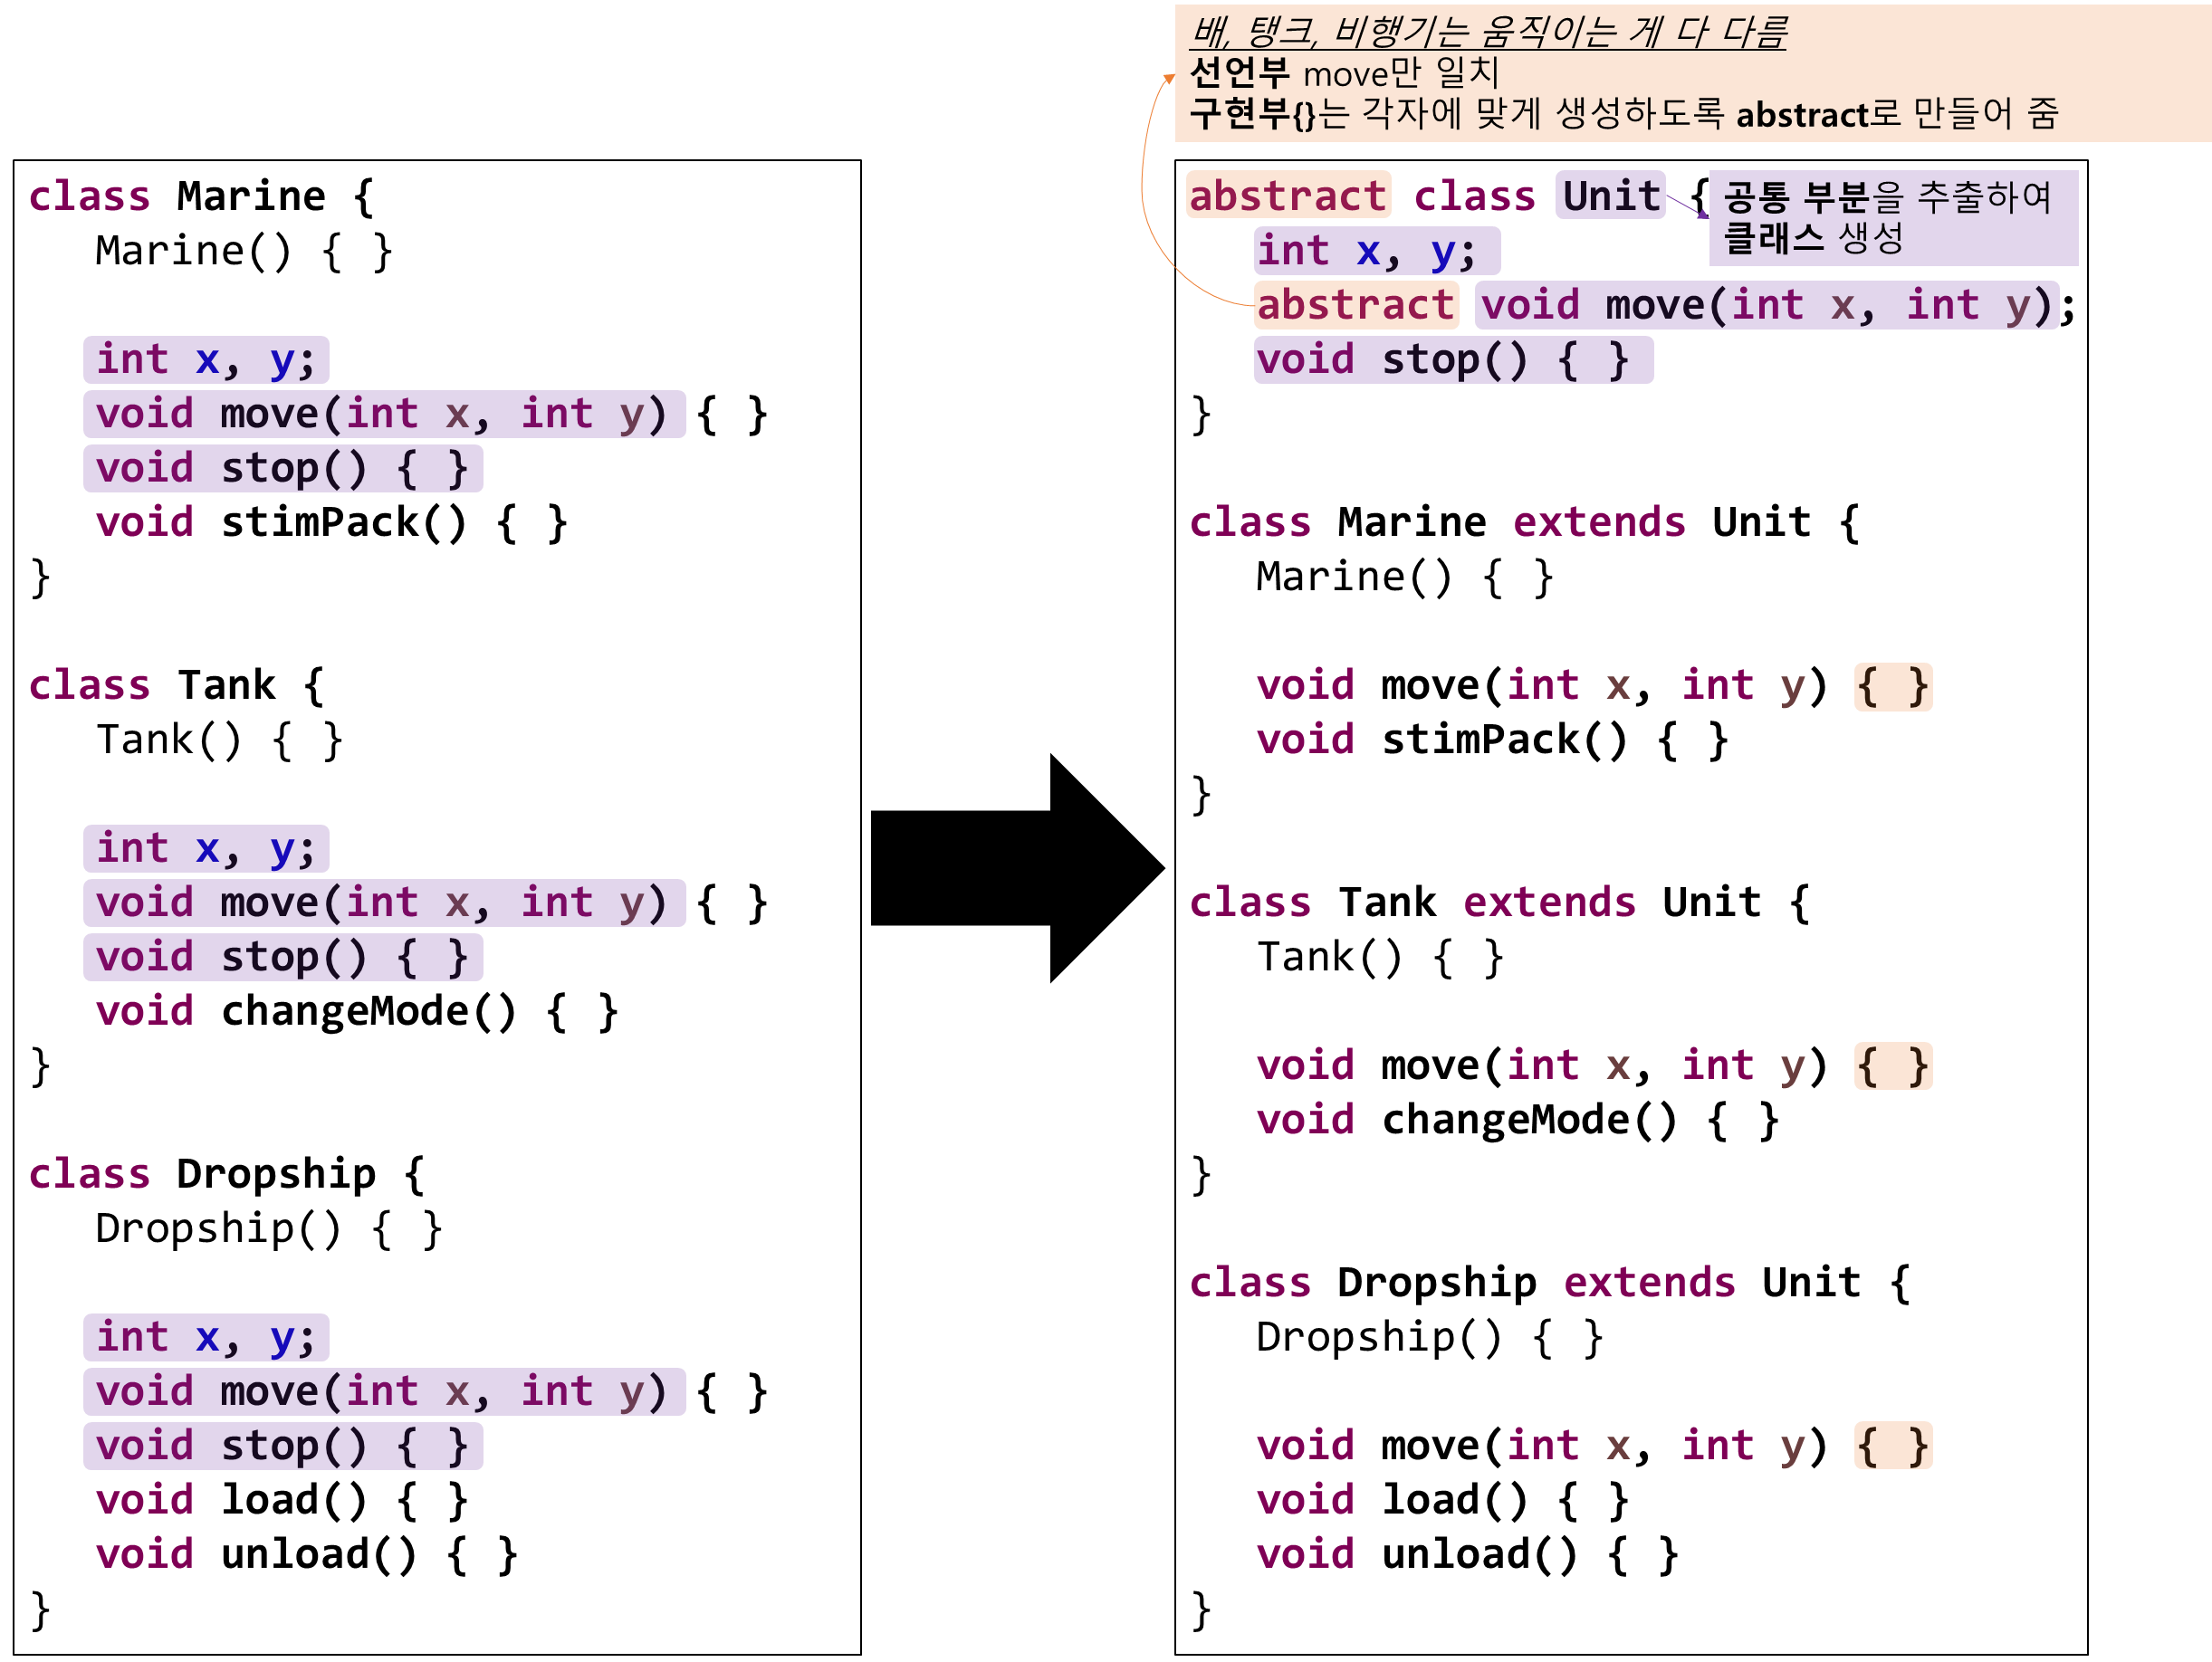 배, 탱크, 비행기는 움직이는 게 다 다름
선언부 move만 일치
구현부{}는 각자에 맞게 생성하도록 abstract로 만들어 줌
class Marine {
Marine() { }
int x, y;
void move(int x, int y) { }
void stop() { }
void stimPack() { }
}
class Tank {
Tank() { }
int x, y;
void move(int x, int y) { }
void stop() { }
void changeMode() { }
}
class Dropship {
Dropship() { }
int x, y;
void move(int x, int y) { }
void stop() { }
void load() { }
void unload() { }
}
abstract class Unit {
공통 부분을 추출하여
클래스 생성
int x, y;
abstract void move(int x, int y);
void stop() { }
}
class Marine extends Unit {
Marine() { }
void move(int x, int y) { }
void stimPack() { }
}
class Tank extends Unit {
Tank() { }
void move(int x, int y) { }
void changeMode() { }
}
class Dropship extends Unit {
Dropship() { }
void move(int x, int y) { }
void load() { }
void unload() { }
}